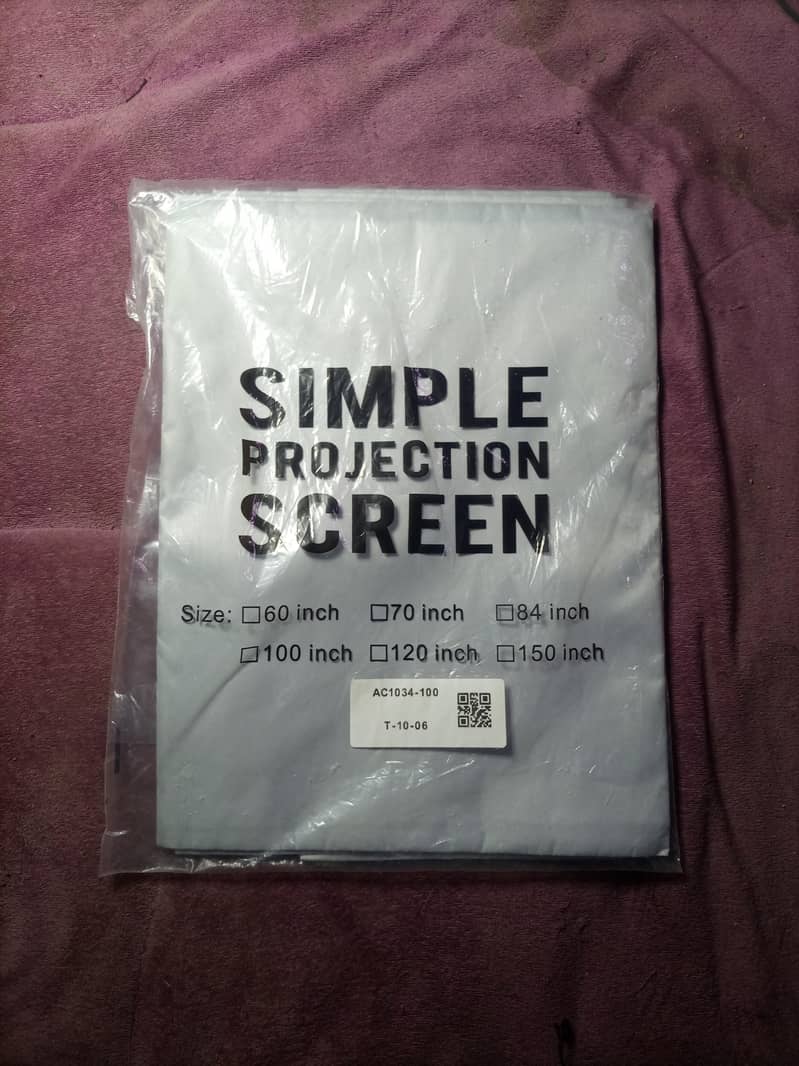 SIMPLE
PROJECTION
SCREEN
Size: □60 inch □70 inch □84 inch
□100 inch □120 inch □150 inch
AC1034-100
T-10-06